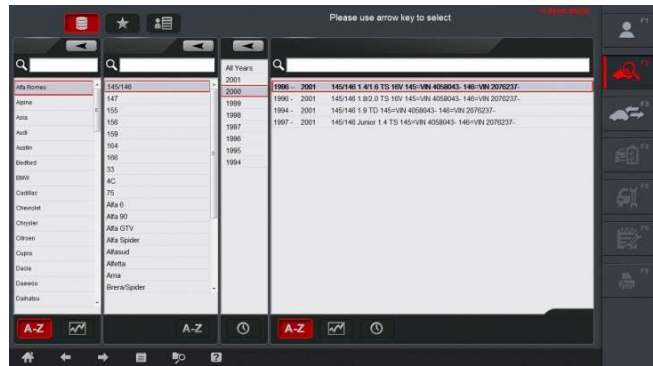 Please use arrow key to select
F1
All Years
2001
2000
1999
1998
1997
1996
1995
1994
Alfa Romeo
Alpine
Asia
Audi
Austin
Bedford
BMW
Cadillac
Chevrolet
Chrysler
Citroen
Cupra
Dacia
Daewoo
Daihatsu
145/146
147
155
156
159
164
166
33
4C
75
Alfa 6
Alfa 90
Alfa GTV
Alfa Spider
Alfasud
Alfetta
Arna
Brera/Spider
1996 - 2001 145/146 1.4/1.6 TS 16V 145=VIN 4058043- 146=VIN 2076237-
1996 - 2001 145/146 1.8/2.0 TS 16V 145=VIN 4058043- 146=VIN 2076237-
1994 - 2001 145/146 1.9 TD 145=VIN 4058043- 146=VIN 2076237-
1997 - 2001 145/146 Junior 1.4 TS 145=VIN 4058043- 146=VIN 2076237-
F2
F3
F4
F5
F6
F8
A-Z
A-Z
A-Z